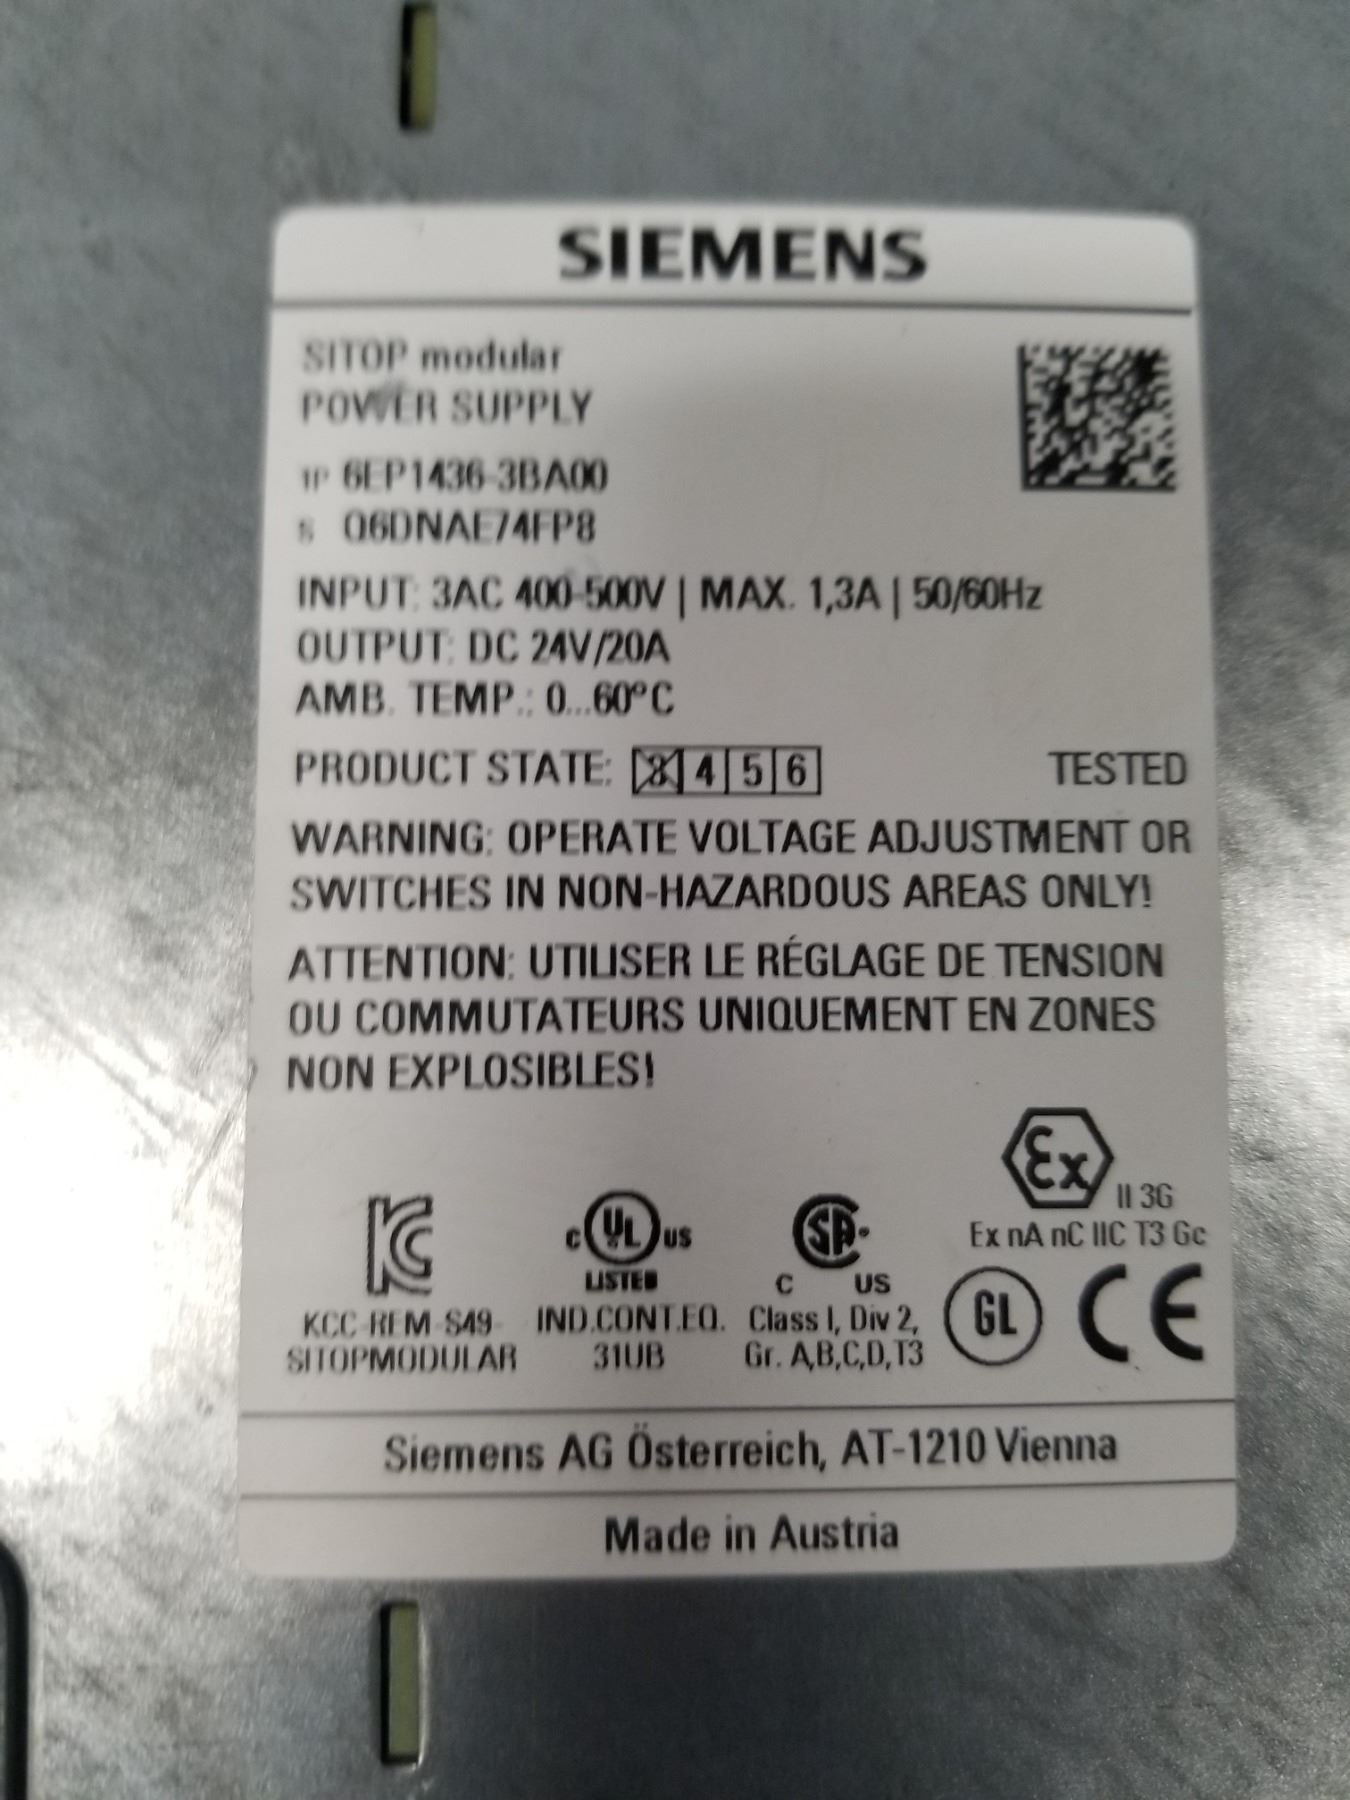 SIEMENS
SITOP modular
POWER SUPPLY
1P 6EP1436-3BA00
S Q6DNAE74FP8
INPUT: 3AC 400-500V | MAX. 1,3A | 50/60Hz
OUTPUT: DC 24V/20A
AMB. TEMP.: 0...60°C
PRODUCT STATE: 3 4 5 6 TESTED
WARNING: OPERATE VOLTAGE ADJUSTMENT OR
SWITCHES IN NON-HAZARDOUS AREAS ONLY!
ATTENTION: UTILISER LE RÉGLAGE DE TENSION
OU COMMUTATEURS UNIQUEMENT EN ZONES
NON EXPLOSIBLES!
Ex II 3G
Ex nA nC IIC T3 Gc
KC
KCC-REM-S49-
SITOPMODULAR
C UL US
LISTED
IND.CONT.EQ.
31UB
SA
C US
Class I, Div 2,
Gr. A,B,C,D,T3
GL CE
Siemens AG Österreich, AT-1210 Vienna
Made in Austria